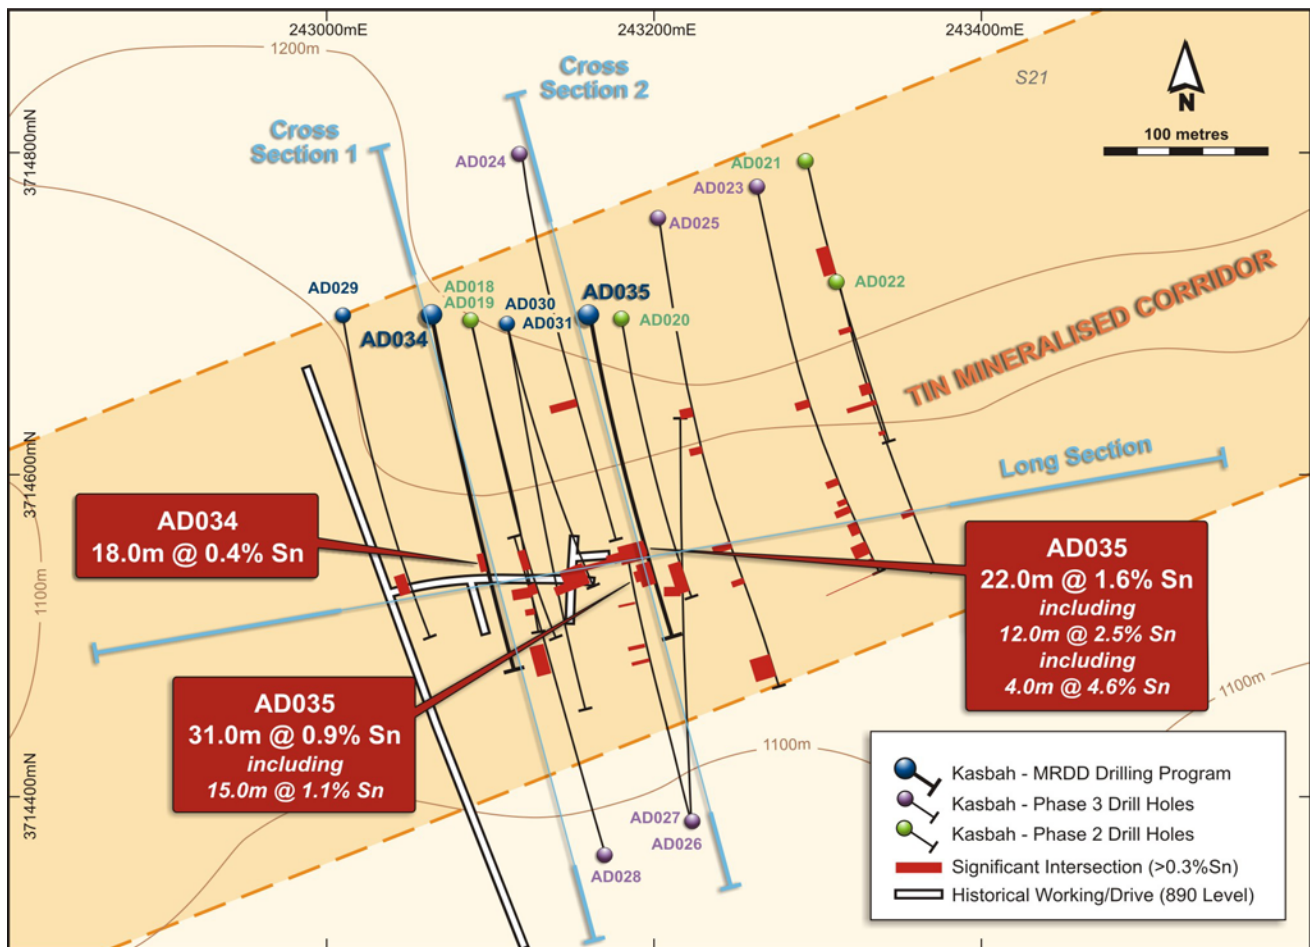 243000mE
243200mE
243400mE
1200m
S21
Cross
Section 2
N
100 metres
Cross
Section 1
3714800mN
AD024
AD021
AD023
AD025
TIN MINERALISED CORRIDOR
AD029
AD018
AD019
AD030
AD031
AD035
AD020
AD022
AD034
Long Section
3714600mN
AD034
18.0m @ 0.4% Sn
AD035
22.0m @ 1.6% Sn
including
12.0m @ 2.5% Sn
including
4.0m @ 4.6% Sn
1100m
AD035
31.0m @ 0.9% Sn
including
15.0m @ 1.1% Sn
1100m
1100m
3714400mN
AD027
AD026
AD028
Kasbah - MRDD Drilling Program
Kasbah - Phase 3 Drill Holes
Kasbah - Phase 2 Drill Holes
Significant Intersection (>0.3%Sn)
Historical Working/Drive (890 Level)